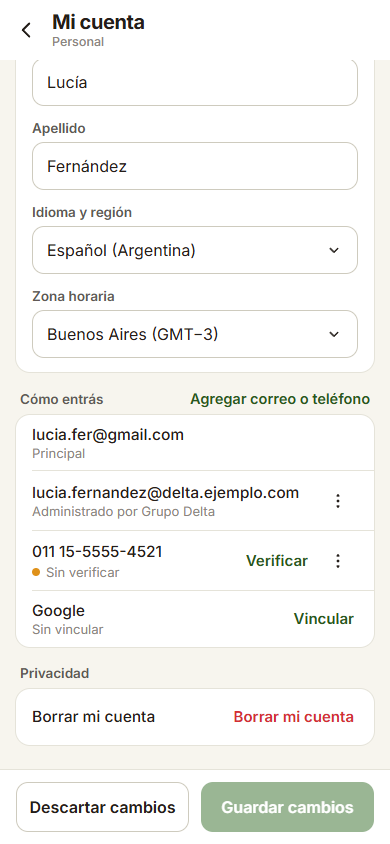 Mi cuenta
Personal
Lucía
Apellido
Fernández
Idioma y región
Español (Argentina)
Zona horaria
Buenos Aires (GMT−3)
Cómo entrás
Agregar correo o teléfono
lucia.fer@gmail.com
Principal
lucia.fernandez@delta.ejemplo.com
Administrado por Grupo Delta
011 15-5555-4521
Verificar
Sin verificar
Google
Sin vincular
Vincular
Privacidad
Borrar mi cuenta
Borrar mi cuenta
Descartar cambios
Guardar cambios